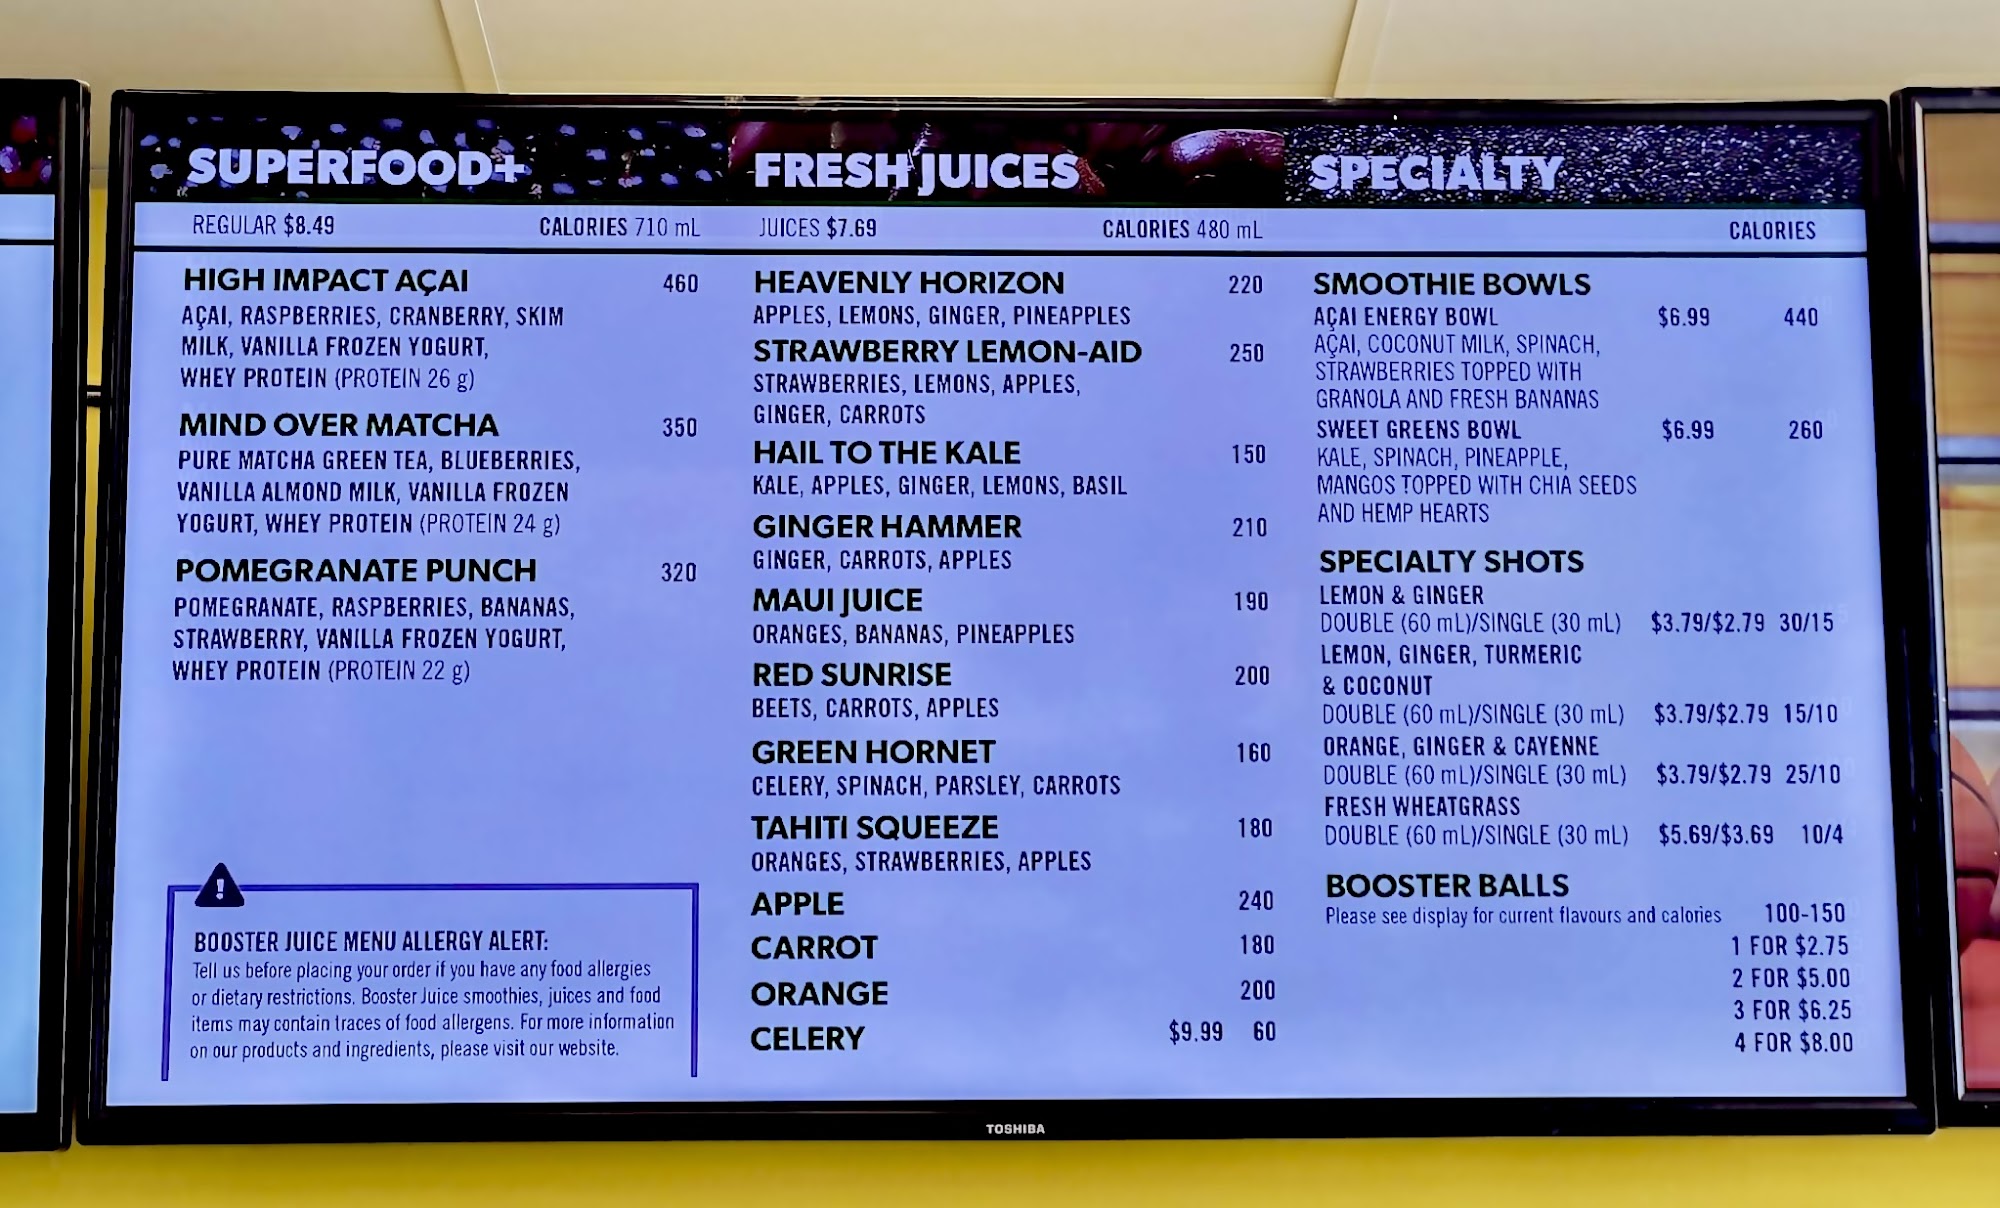 SUPERFOOD+
REGULAR $8.49 CALORIES 710 mL
HIGH IMPACT AÇAI 460
AÇAI, RASPBERRIES, CRANBERRY, SKIM
MILK, VANILLA FROZEN YOGURT,
WHEY PROTEIN (PROTEIN 26 g)
MIND OVER MATCHA 350
PURE MATCHA GREEN TEA, BLUEBERRIES,
VANILLA ALMOND MILK, VANILLA FROZEN
YOGURT, WHEY PROTEIN (PROTEIN 24 g)
POMEGRANATE PUNCH 320
POMEGRANATE, RASPBERRIES, BANANAS,
STRAWBERRY, VANILLA FROZEN YOGURT,
WHEY PROTEIN (PROTEIN 22 g)
!
BOOSTER JUICE MENU ALLERGY ALERT:
Tell us before placing your order if you have any food allergies
or dietary restrictions. Booster Juice smoothies, juices and food
items may contain traces of food allergens. For more information
on our products and ingredients, please visit our website.
FRESH JUICES
JUICES $7.69 CALORIES 480 mL
HEAVENLY HORIZON 220
APPLES, LEMONS, GINGER, PINEAPPLES
STRAWBERRY LEMON-AID 250
STRAWBERRIES, LEMONS, APPLES,
GINGER, CARROTS
HAIL TO THE KALE 150
KALE, APPLES, GINGER, LEMONS, BASIL
GINGER HAMMER 210
GINGER, CARROTS, APPLES
MAUI JUICE 190
ORANGES, BANANAS, PINEAPPLES
RED SUNRISE 200
BEETS, CARROTS, APPLES
GREEN HORNET 160
CELERY, SPINACH, PARSLEY, CARROTS
TAHITI SQUEEZE 180
ORANGES, STRAWBERRIES, APPLES
APPLE 240
CARROT 180
ORANGE 200
CELERY $9.99 60
SPECIALTY
CALORIES
SMOOTHIE BOWLS
AÇAI ENERGY BOWL $6.99 440
AÇAI, COCONUT MILK, SPINACH,
STRAWBERRIES TOPPED WITH
GRANOLA AND FRESH BANANAS
SWEET GREENS BOWL $6.99 260
KALE, SPINACH, PINEAPPLE,
MANGOS TOPPED WITH CHIA SEEDS
AND HEMP HEARTS
SPECIALTY SHOTS
LEMON & GINGER
DOUBLE (60 mL)/SINGLE (30 mL) $3.79/$2.79 30/15
LEMON, GINGER, TURMERIC
& COCONUT
DOUBLE (60 mL)/SINGLE (30 mL) $3.79/$2.79 15/10
ORANGE, GINGER & CAYENNE
DOUBLE (60 mL)/SINGLE (30 mL) $3.79/$2.79 25/10
FRESH WHEATGRASS
DOUBLE (60 mL)/SINGLE (30 mL) $5.69/$3.69 10/4
BOOSTER BALLS
Please see display for current flavours and calories 100-150
1 FOR $2.75
2 FOR $5.00
3 FOR $6.25
4 FOR $8.00
TOSHIBA